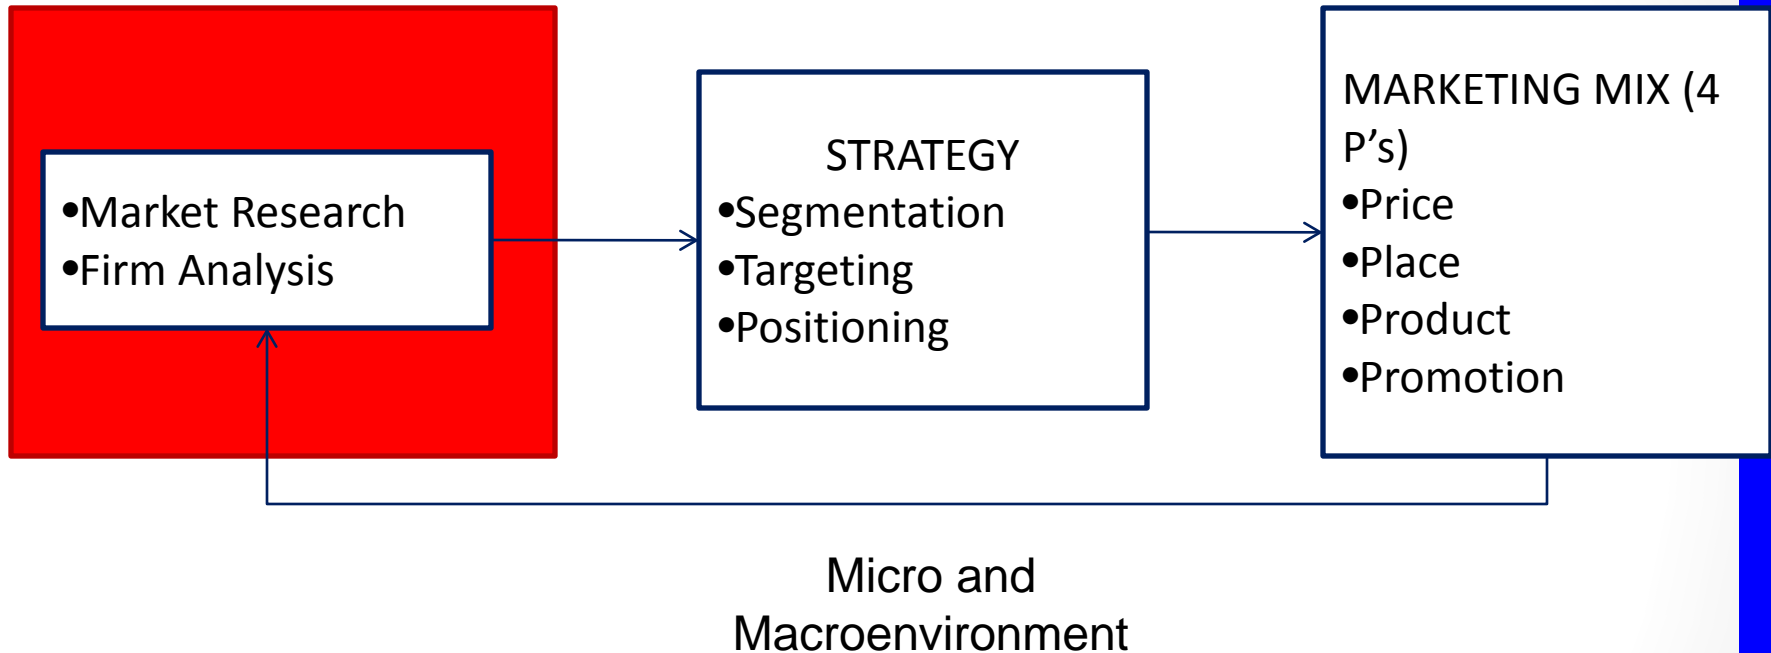 •Market Research
•Firm Analysis
STRATEGY
•Segmentation
•Targeting
•Positioning
MARKETING MIX (4
P’s)
•Price
•Place
•Product
•Promotion
Micro and
Macroenvironment